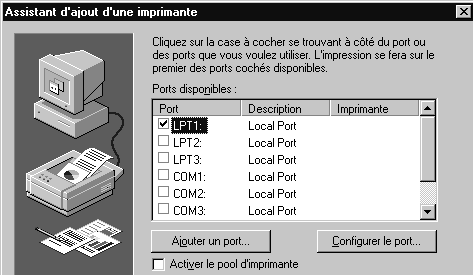 Assistant d'ajout d'une imprimante
Cliquez sur la case à cocher se trouvant à côté du port ou
des ports que vous voulez utiliser. L'impression se fera sur le
premier des ports cochés disponibles.
Ports disponibles :
Port Description Imprimante
LPT1: Local Port
LPT2: Local Port
LPT3: Local Port
COM1: Local Port
COM2: Local Port
COM3: Local Port
Ajouter un port... Configurer le port...
Activer le pool d'imprimante